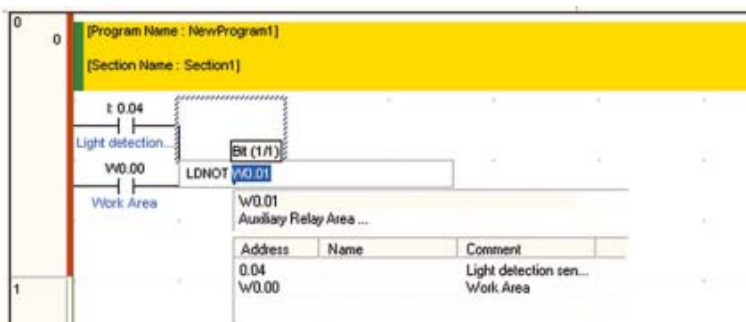 0
0
[Program Name : NewProgram1]
[Section Name : Section1]
I: 0.04
Light detection...
Bit (1/1)
W0.00
LDNOT W0.01
Work Area
W0.01
Auxiliary Relay Area ...
Address Name Comment
0.04 Light detection sen...
W0.00 Work Area
1